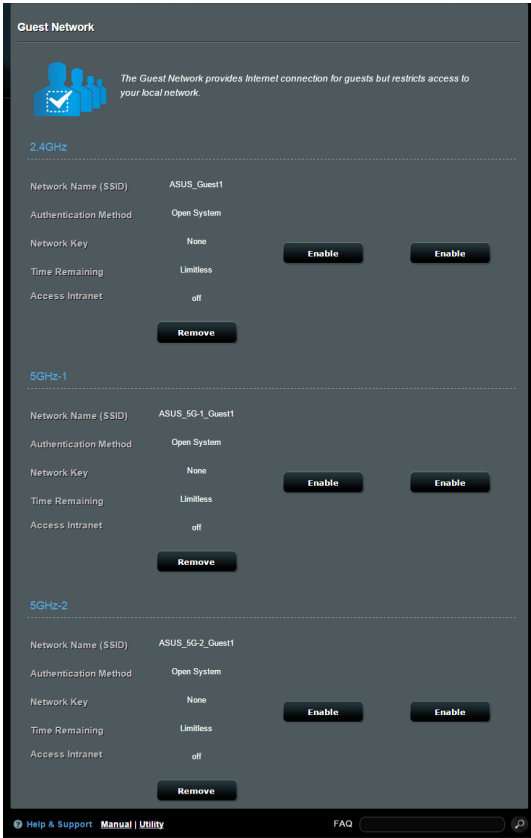 Guest Network
The Guest Network provides Internet connection for guests but restricts access to
your local network.
2.4GHz
Network Name (SSID) ASUS_Guest1
Authentication Method Open System
Network Key None
Enable Enable
Time Remaining Limitless
Access Intranet off
Remove
5GHz-1
Network Name (SSID) ASUS_5G-1_Guest1
Authentication Method Open System
Network Key None
Enable Enable
Time Remaining Limitless
Access Intranet off
Remove
5GHz-2
Network Name (SSID) ASUS_5G-2_Guest1
Authentication Method Open System
Network Key None
Enable Enable
Time Remaining Limitless
Access Intranet off
Remove
? Help & Support Manual | Utility FAQ